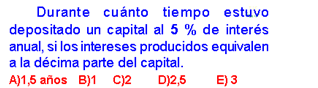 Durante cuánto tiempo estuvo
depositado un capital al 5 % de interés
anual, si los intereses producidos equivalen
a la décima parte del capital.
A)1,5 años B)1 C)2 D)2,5 E) 3